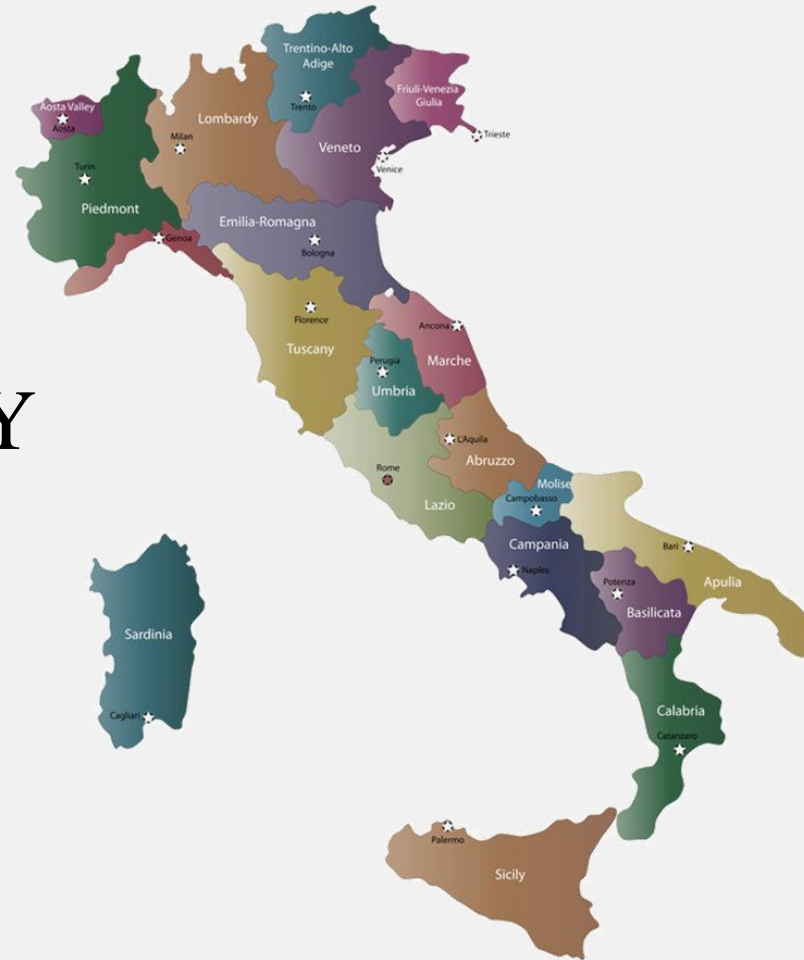 Trentino-Alto
Adige
Trento
Friuli-Venezia
Giulia
Trieste
Aosta Valley
Aosta
Lombardy
Milan
Veneto
Venice
Turin
Piedmont
Genoa
Emilia-Romagna
Bologna
Florence
Tuscany
Ancona
Marche
Perugia
Umbria
Y
L'Aquila
Abruzzo
Rome
Lazio
Molise
Campobasso
Campania
Naples
Bari
Apulia
Potenza
Basilicata
Sardinia
Cagliari
Calabria
Catanzaro
Palermo
Sicily